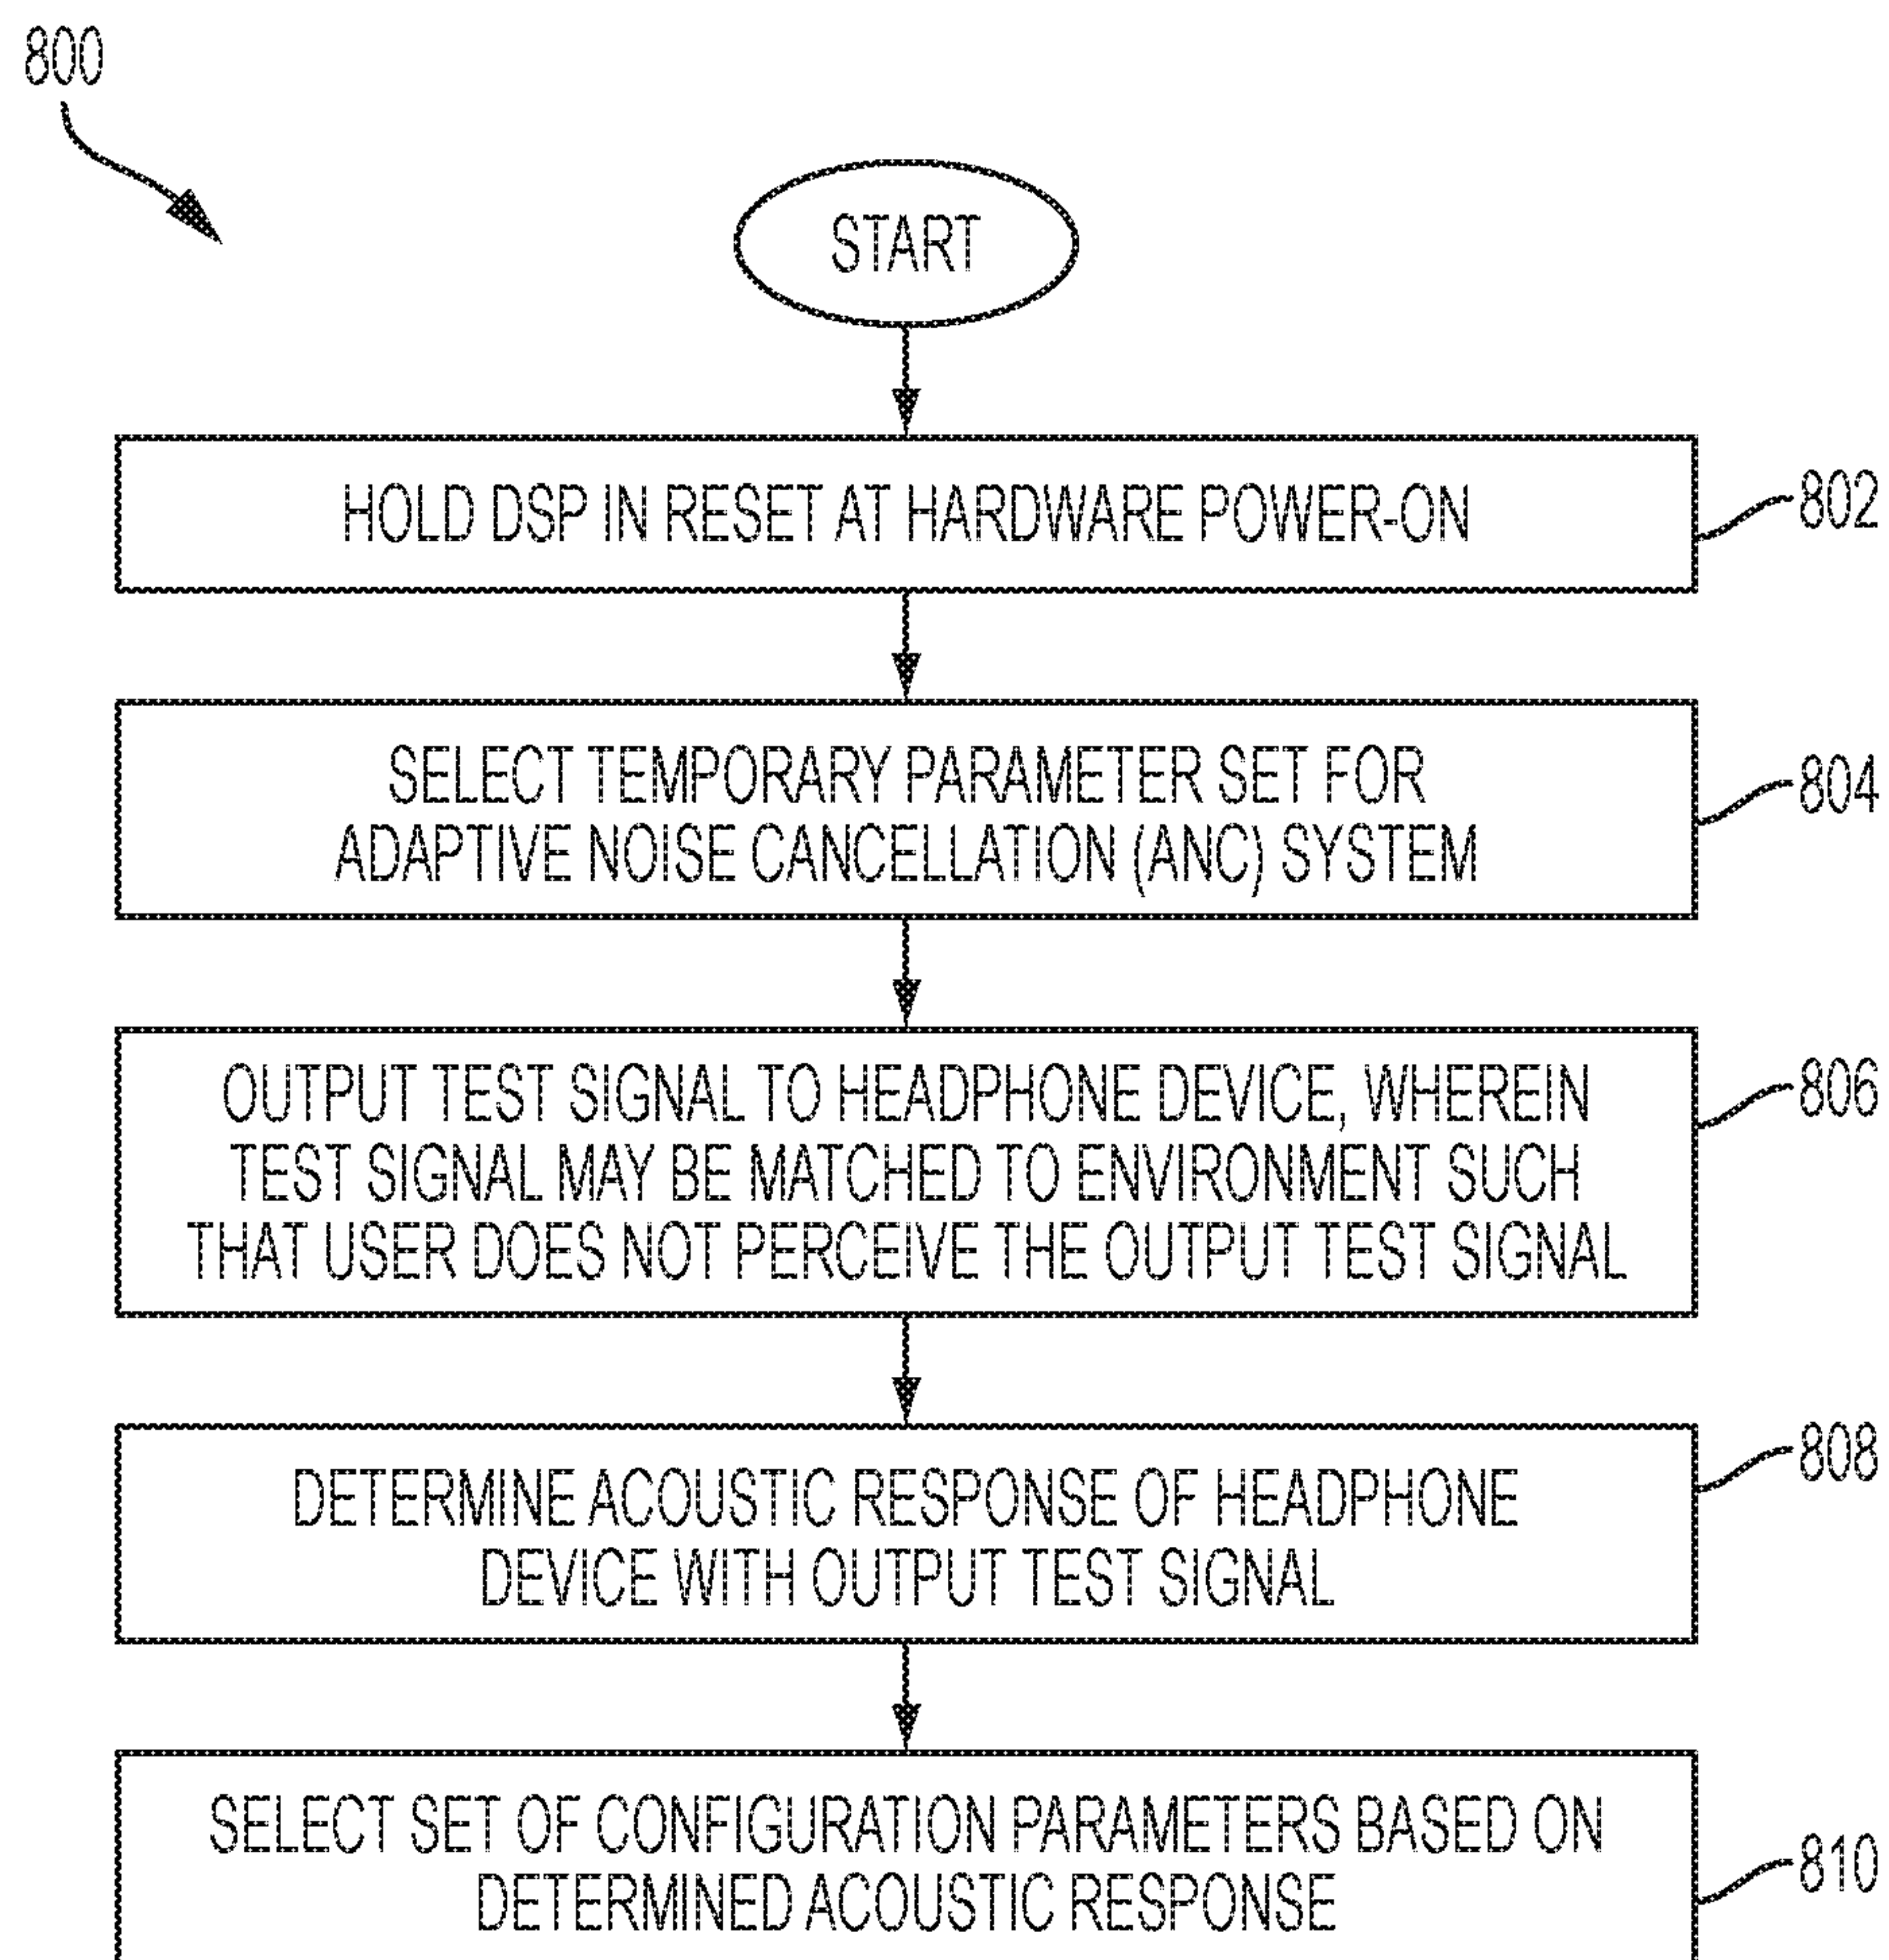 800
START
HOLD DSP IN RESET AT HARDWARE POWER-ON
802
SELECT TEMPORARY PARAMETER SET FOR
ADAPTIVE NOISE CANCELLATION (ANC) SYSTEM
804
OUTPUT TEST SIGNAL TO HEADPHONE DEVICE, WHEREIN
TEST SIGNAL MAY BE MATCHED TO ENVIRONMENT SUCH
THAT USER DOES NOT PERCEIVE THE OUTPUT TEST SIGNAL
806
DETERMINE ACOUSTIC RESPONSE OF HEADPHONE
DEVICE WITH OUTPUT TEST SIGNAL
808
SELECT SET OF CONFIGURATION PARAMETERS BASED ON
DETERMINED ACOUSTIC RESPONSE
810